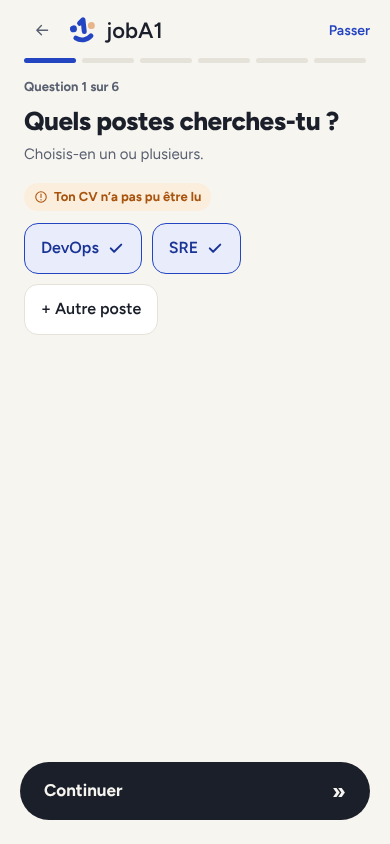 jobA1
Passer
Question 1 sur 6
Quels postes cherches-tu ?
Choisis-en un ou plusieurs.
Ton CV n’a pas pu être lu
DevOps
SRE
+ Autre poste
Continuer »